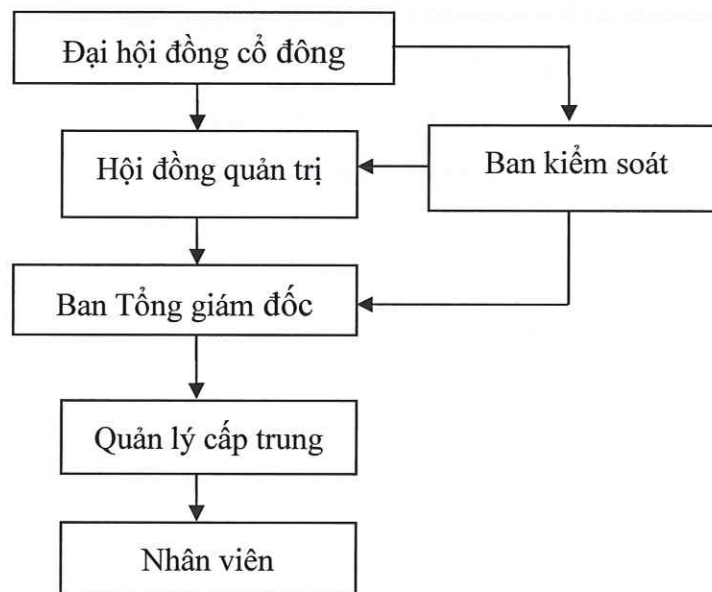 Đại hội đồng cổ đông
Hội đồng quản trị
Ban kiểm soát
Ban Tổng giám đốc
Quản lý cấp trung
Nhân viên